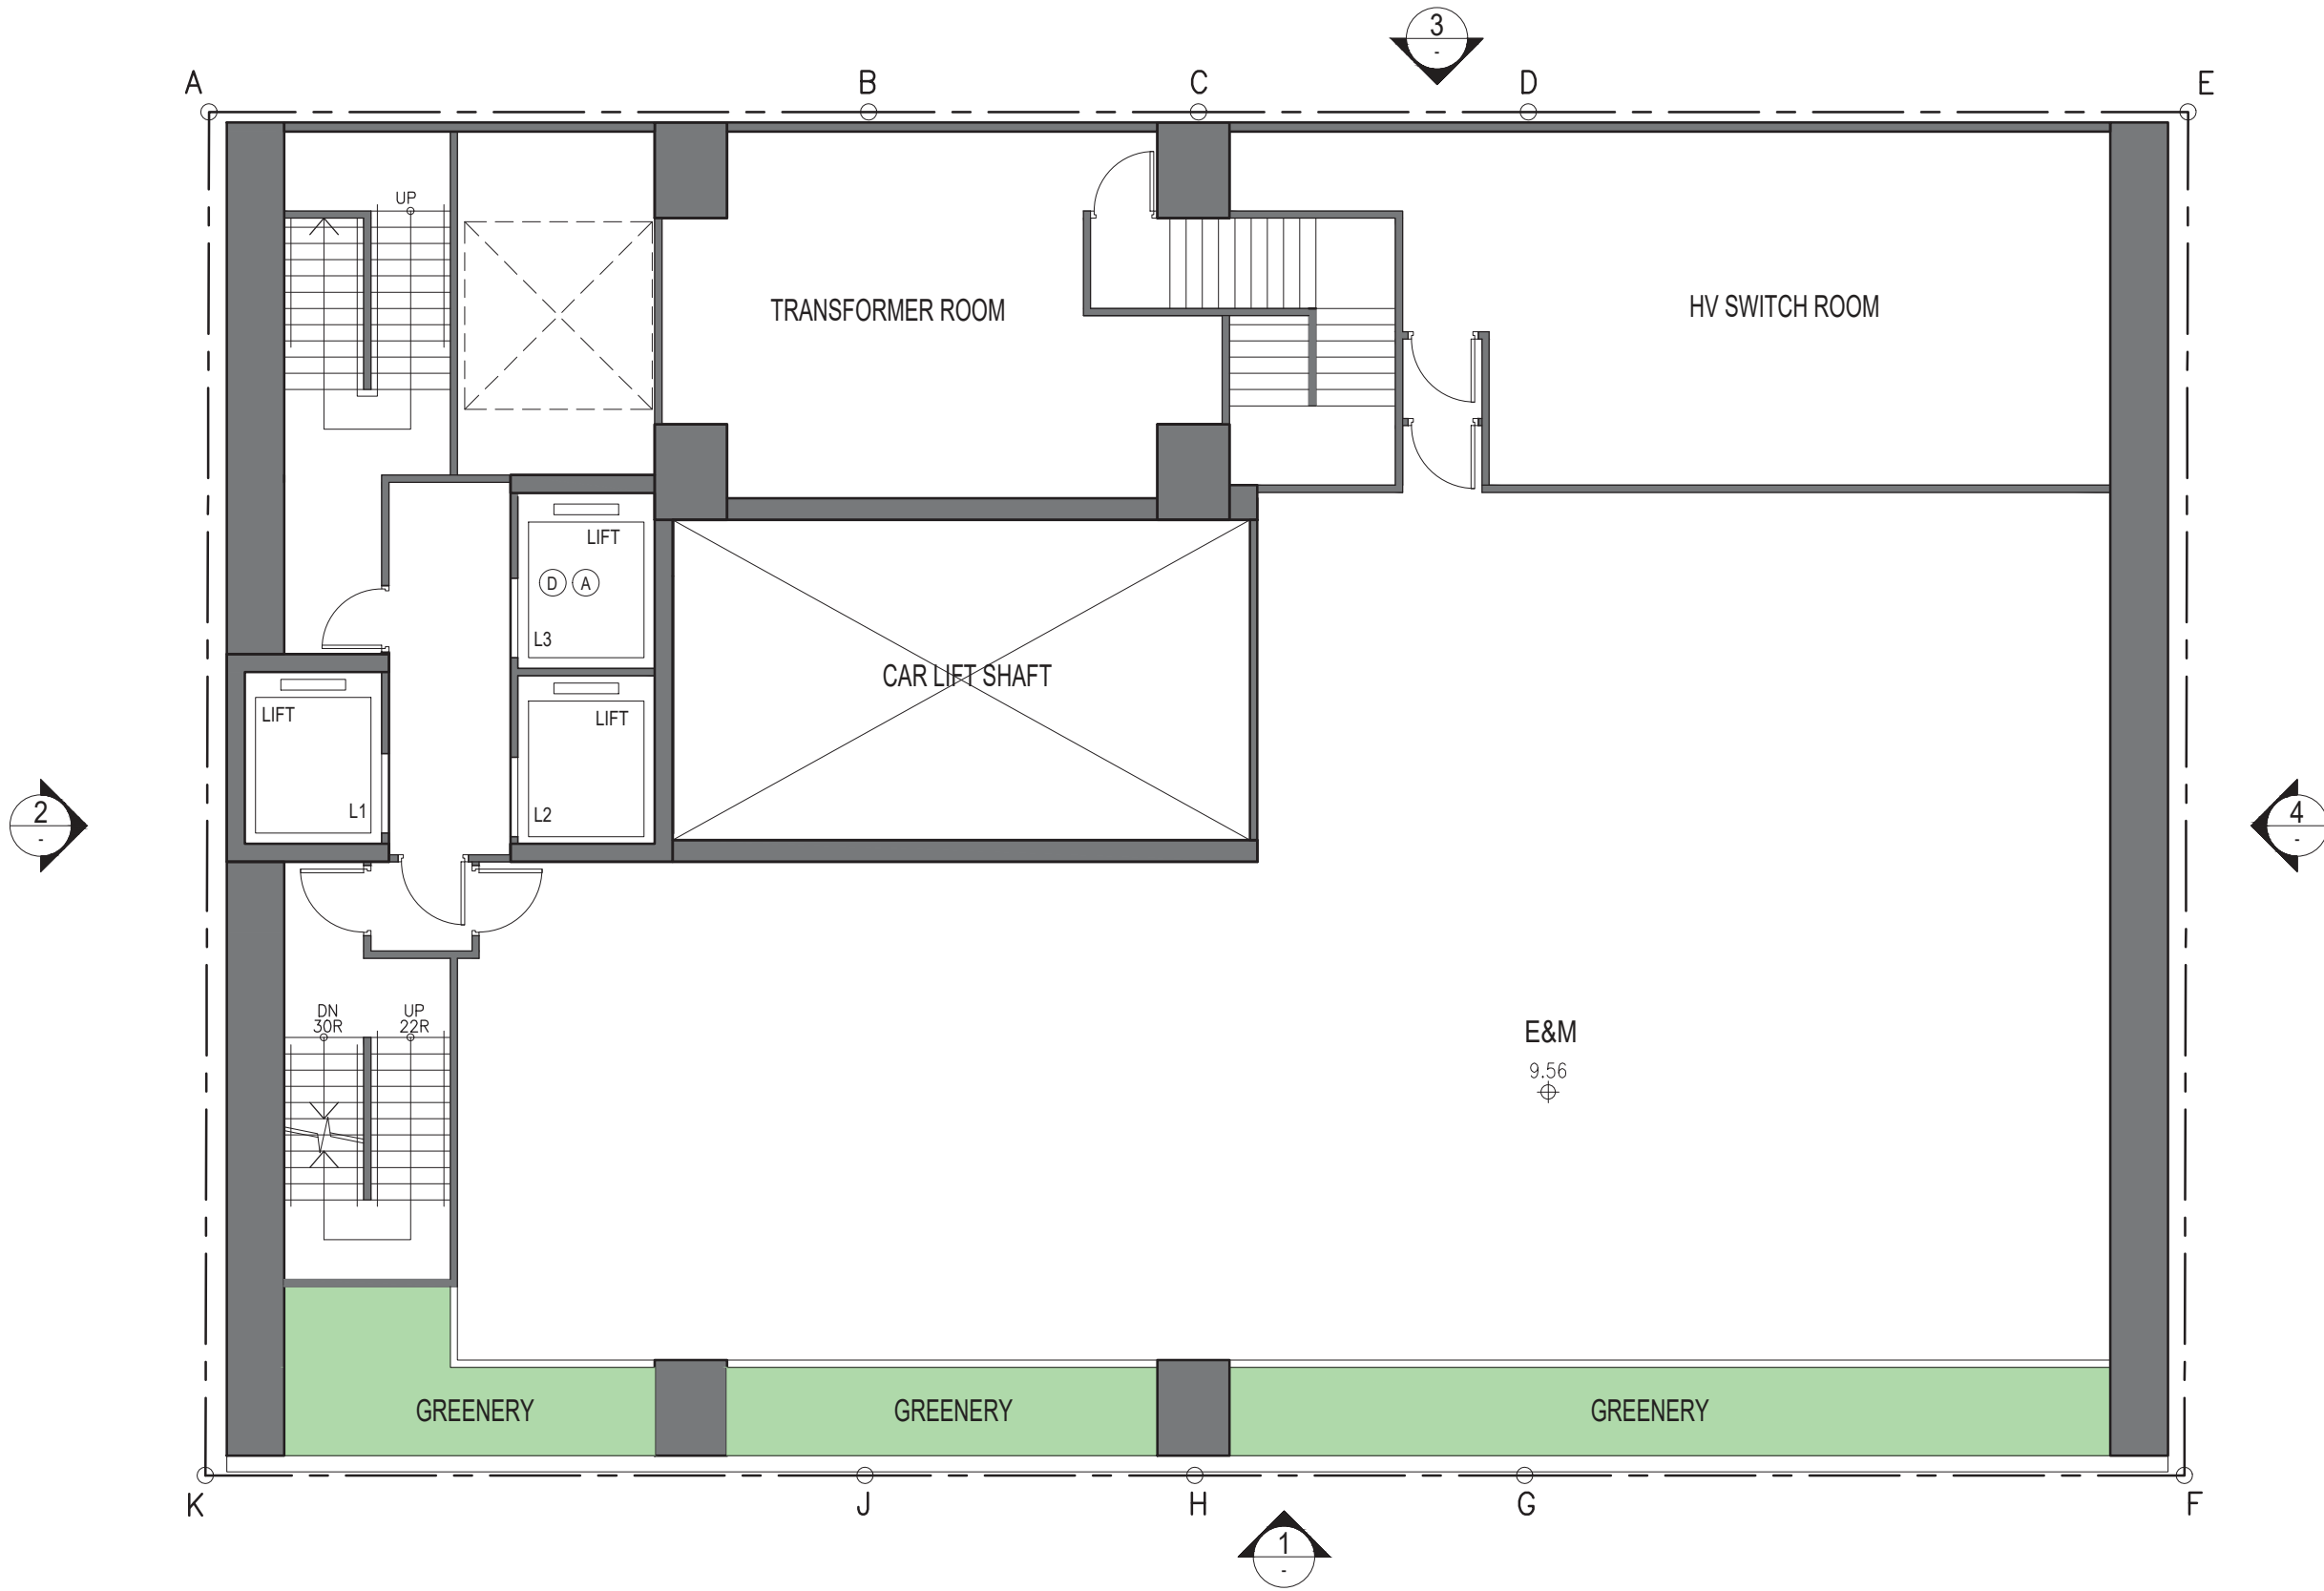 3
-
A
B
C
D
E
UP
TRANSFORMER ROOM
HV SWITCH ROOM
LIFT
D
A
L3
CAR LIFT SHAFT
LIFT
L1
LIFT
L2
2
-
4
-
DN
30R
UP
22R
E&M
9.56
GREENERY
GREENERY
GREENERY
K
J
H
G
F
1
-